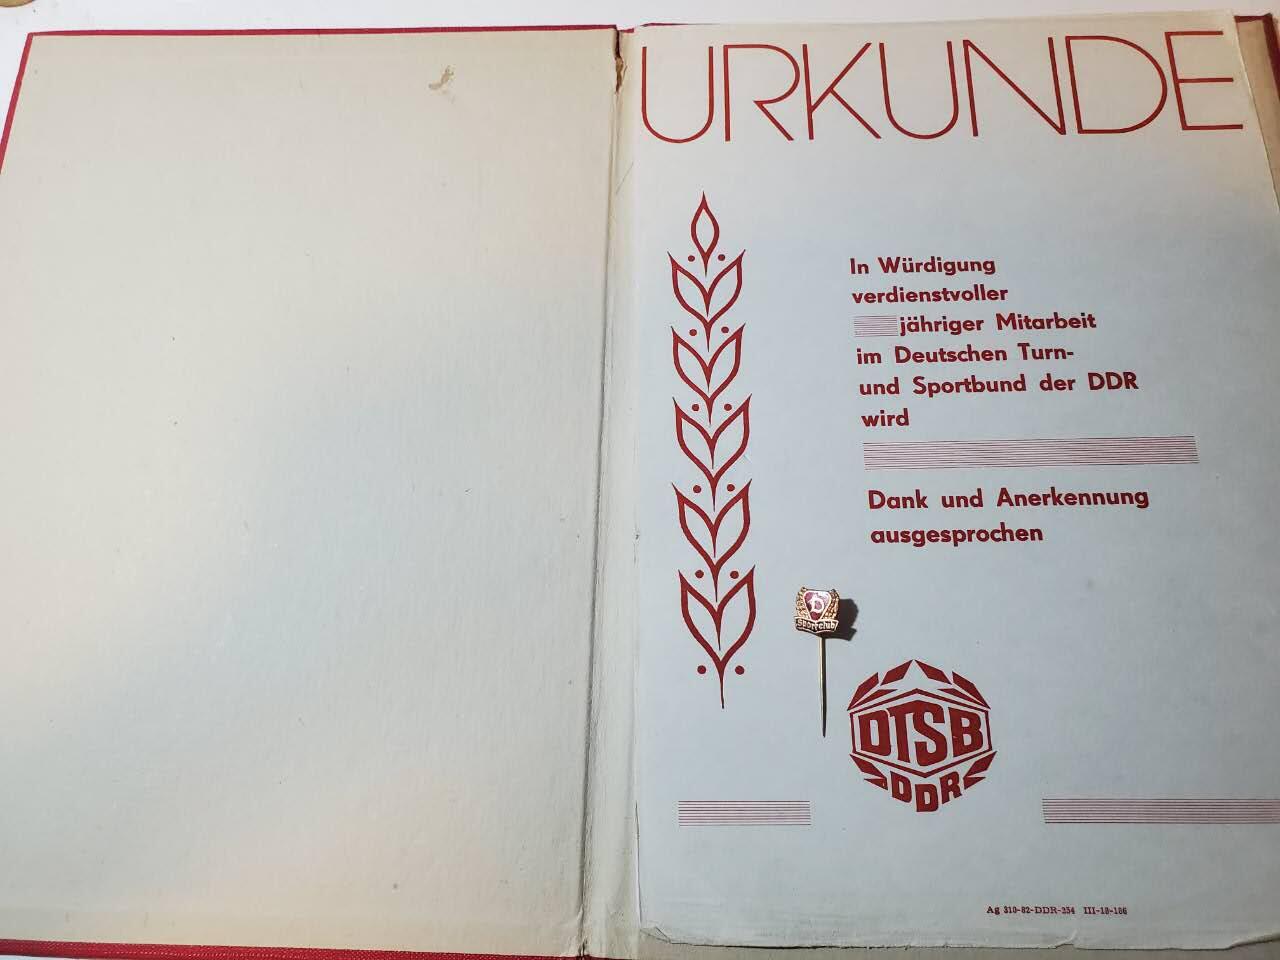 URKUNDE
In Würdigung
verdienstvoller
jähriger Mitarbeit
im Deutschen Turn-
und Sportbund der DDR
wird
Dank und Anerkennung
ausgesprochen
D
Sportclub
DTSB
DDR
Ag 310-82-DDR-254 III-18-186